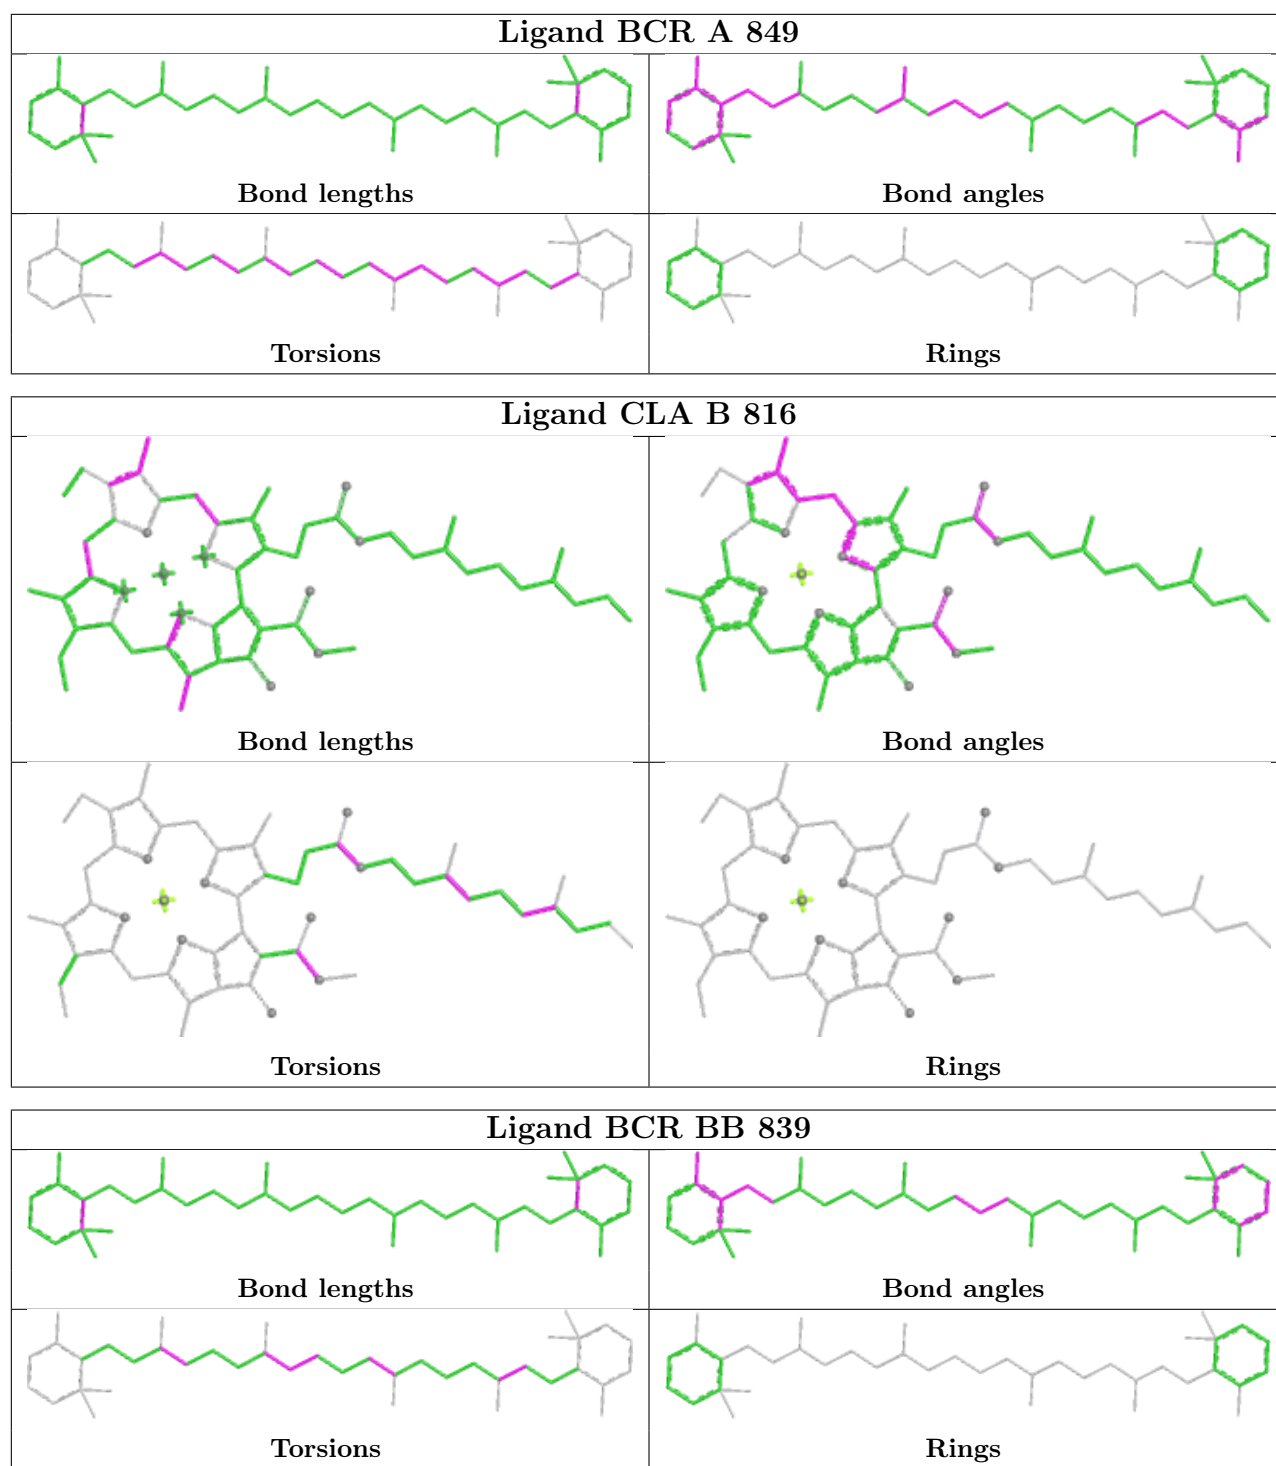 Ligand BCR A 849
Bond lengths
Bond angles
Torsions
Rings
Ligand CLA B 816
Bond lengths
Bond angles
Torsions
Rings
Ligand BCR BB 839
Bond lengths
Bond angles
Torsions
Rings